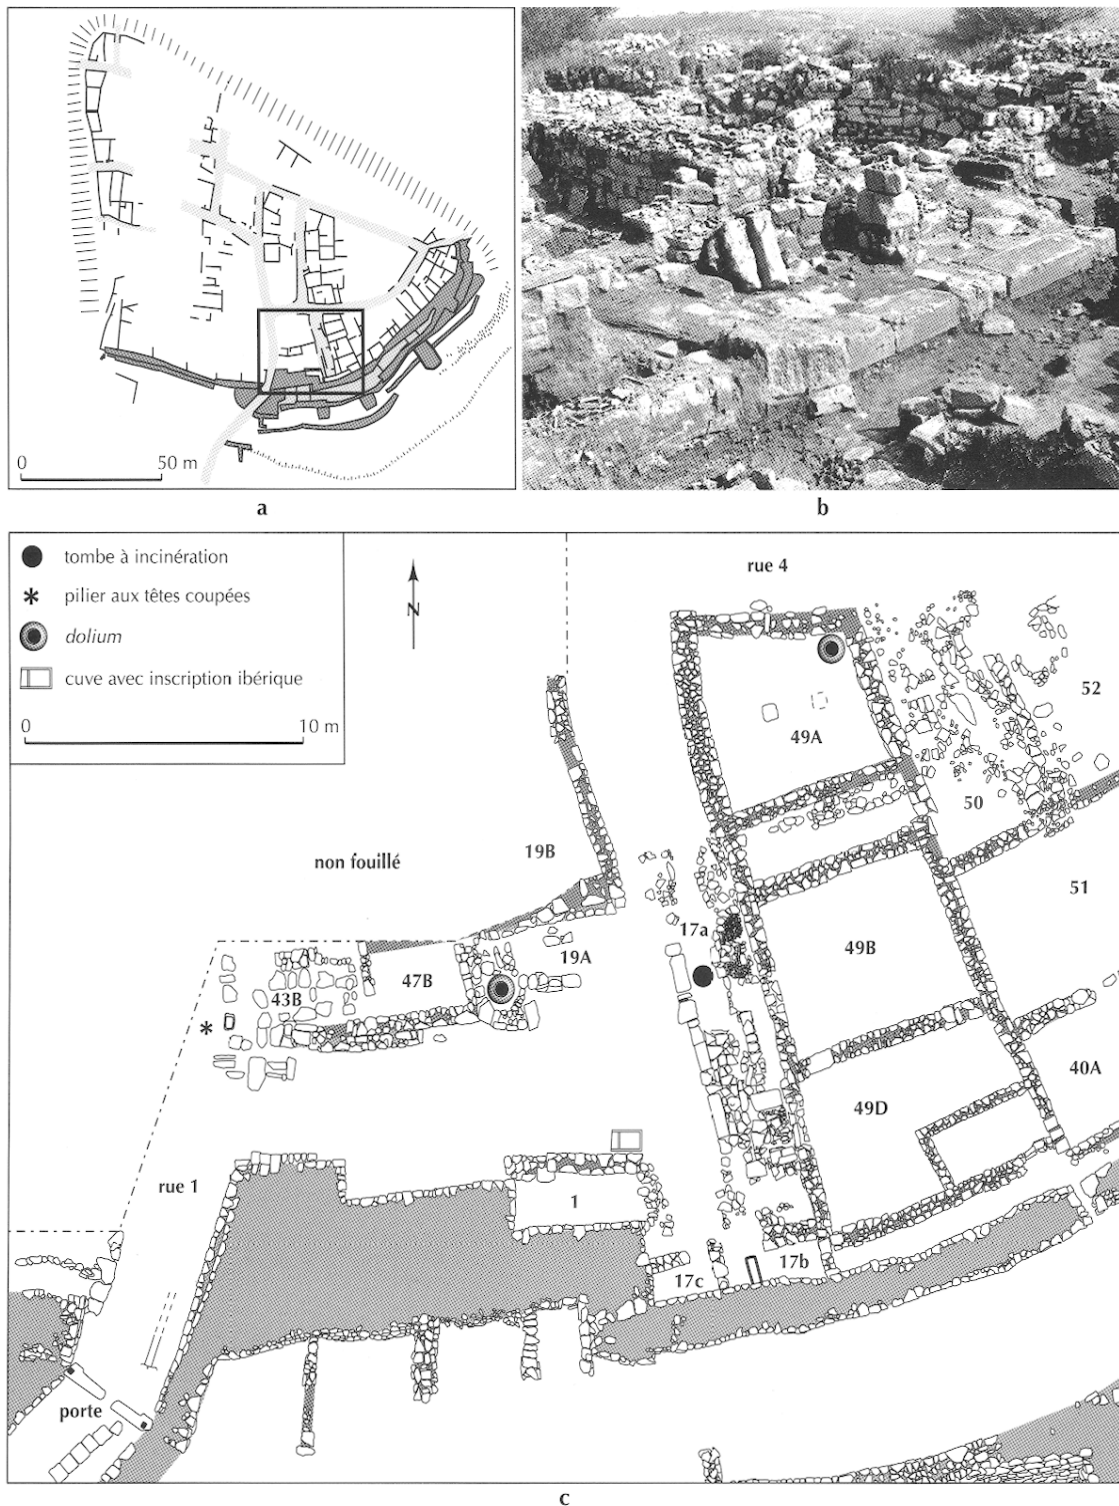 0 50 m
a
b
tombe à incinération
pilier aux têtes coupées
dolium
cuve avec inscription ibérique
0 10 m
N
rue 4
52
49A
50
non fouillé
19B
51
17a
49B
19A
47B
43B
40A
49D
rue 1
1
17b
17c
porte
c